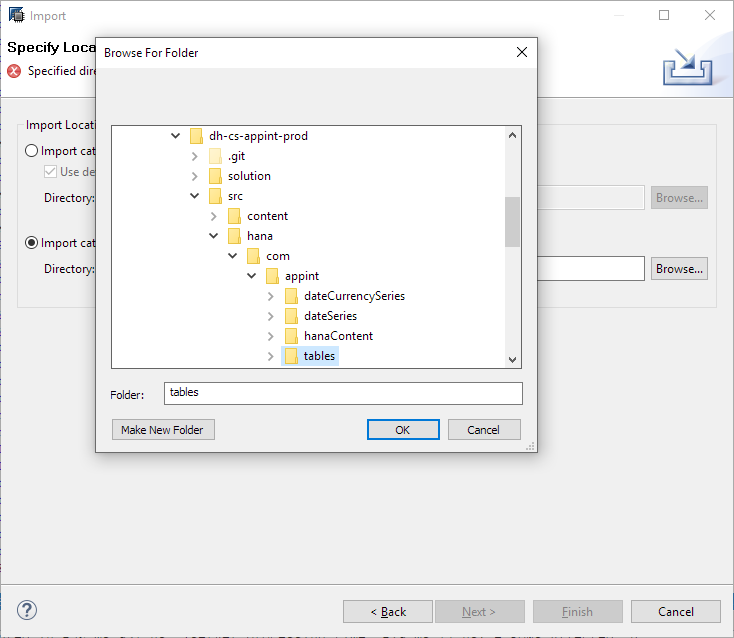 Import
Specify Loca
Specified dire
Import Locati
Import cat
Use de
Directory:
Browse...
Import cat
Directory:
Browse...
Browse For Folder
dh-cs-appint-prod
.git
solution
src
content
hana
com
appint
dateCurrencySeries
dateSeries
hanaContent
tables
Folder:
tables
Make New Folder
OK
Cancel
?
< Back
Next >
Finish
Cancel